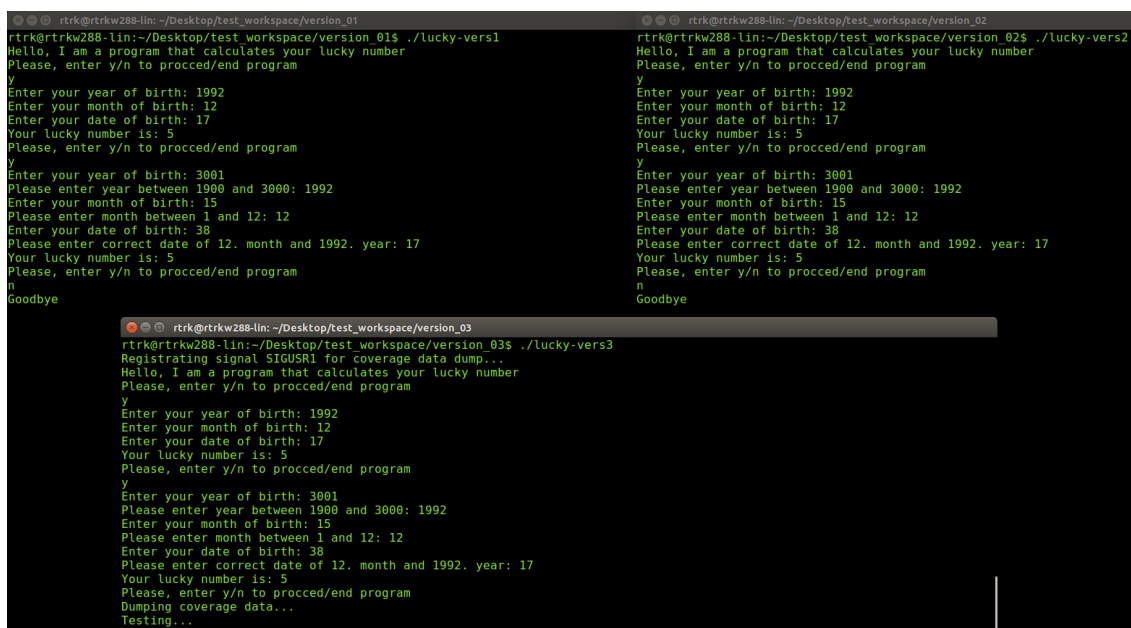 rtrk@rtrkw288-lin: ~/Desktop/test_workspace/version_01
rtrk@rtrkw288-lin:~/Desktop/test_workspace/version_01$ ./lucky-vers1
Hello, I am a program that calculates your lucky number
Please, enter y/n to procced/end program
y
Enter your year of birth: 1992
Enter your month of birth: 12
Enter your date of birth: 17
Your lucky number is: 5
Please, enter y/n to procced/end program
y
Enter your year of birth: 3001
Please enter year between 1900 and 3000: 1992
Enter your month of birth: 15
Please enter month between 1 and 12: 12
Enter your date of birth: 38
Please enter correct date of 12. month and 1992. year: 17
Your lucky number is: 5
Please, enter y/n to procced/end program
n
Goodbye
rtrk@rtrkw288-lin: ~/Desktop/test_workspace/version_02
rtrk@rtrkw288-lin:~/Desktop/test_workspace/version_02$ ./lucky-vers2
Hello, I am a program that calculates your lucky number
Please, enter y/n to procced/end program
y
Enter your year of birth: 1992
Enter your month of birth: 12
Enter your date of birth: 17
Your lucky number is: 5
Please, enter y/n to procced/end program
y
Enter your year of birth: 3001
Please enter year between 1900 and 3000: 1992
Enter your month of birth: 15
Please enter month between 1 and 12: 12
Enter your date of birth: 38
Please enter correct date of 12. month and 1992. year: 17
Your lucky number is: 5
Please, enter y/n to procced/end program
n
Goodbye
rtrk@rtrkw288-lin: ~/Desktop/test_workspace/version_03
rtrk@rtrkw288-lin:~/Desktop/test_workspace/version_03$ ./lucky-vers3
Registrating signal SIGUSR1 for coverage data dump...
Hello, I am a program that calculates your lucky number
Please, enter y/n to procced/end program
y
Enter your year of birth: 1992
Enter your month of birth: 12
Enter your date of birth: 17
Your lucky number is: 5
Please, enter y/n to procced/end program
y
Enter your year of birth: 3001
Please enter year between 1900 and 3000: 1992
Enter your month of birth: 15
Please enter month between 1 and 12: 12
Enter your date of birth: 38
Please enter correct date of 12. month and 1992. year: 17
Your lucky number is: 5
Please, enter y/n to procced/end program
Dumping coverage data...
Testing...